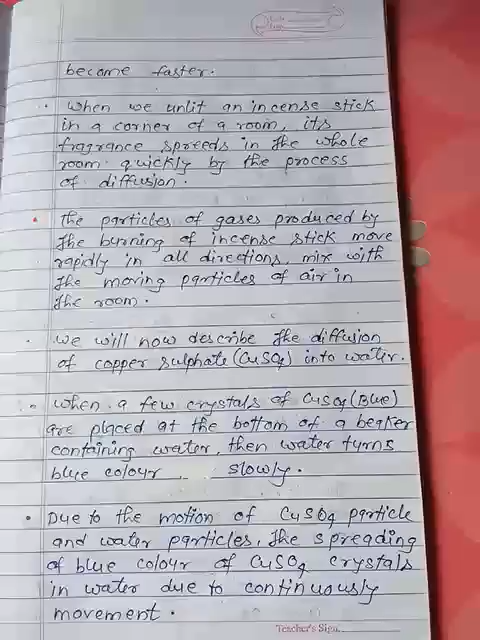 become faster.
• When we unlit an incense stick
in a corner of a room, its
fragrance spreeds in the whole
room quickly by the process
of diffusion.
• The particles of gases produced by
the burning of incense stick move
rapidly in all directions, mix with
the moving particles of air in
the room.
• We will now describe the diffusion
of copper sulphate (CuSO4) into water.
• When a few crystals of CuSO4 (Blue)
are placed at the bottom of a beaker
containing water, then water turns
blue colour slowly.
• Due to the motion of CuSO4 particle
and water particles, the spreading
of blue colour of CuSO4 crystals
in water due to continuously
movement.
Teacher's Sign